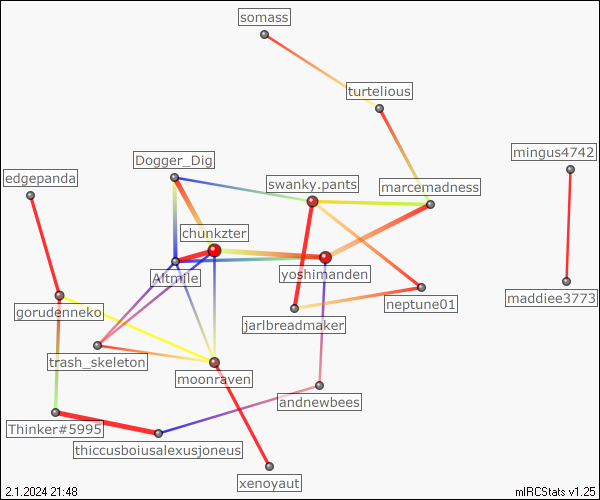 somass
turtelious
mingus4742
Dogger_Dig
edgepanda
swanky.pants
marcemadness
chunkzter
Aftmile
yoshimanden
maddiee3773
neptune01
gorudenneko
jarlbreadmaker
trash_skeleton
moonraven
andnewbees
Thinker#5995
thiccusboiusalexusjoneus
xenoyaut
2.1.2024 21:48
mIRCStats v1.25